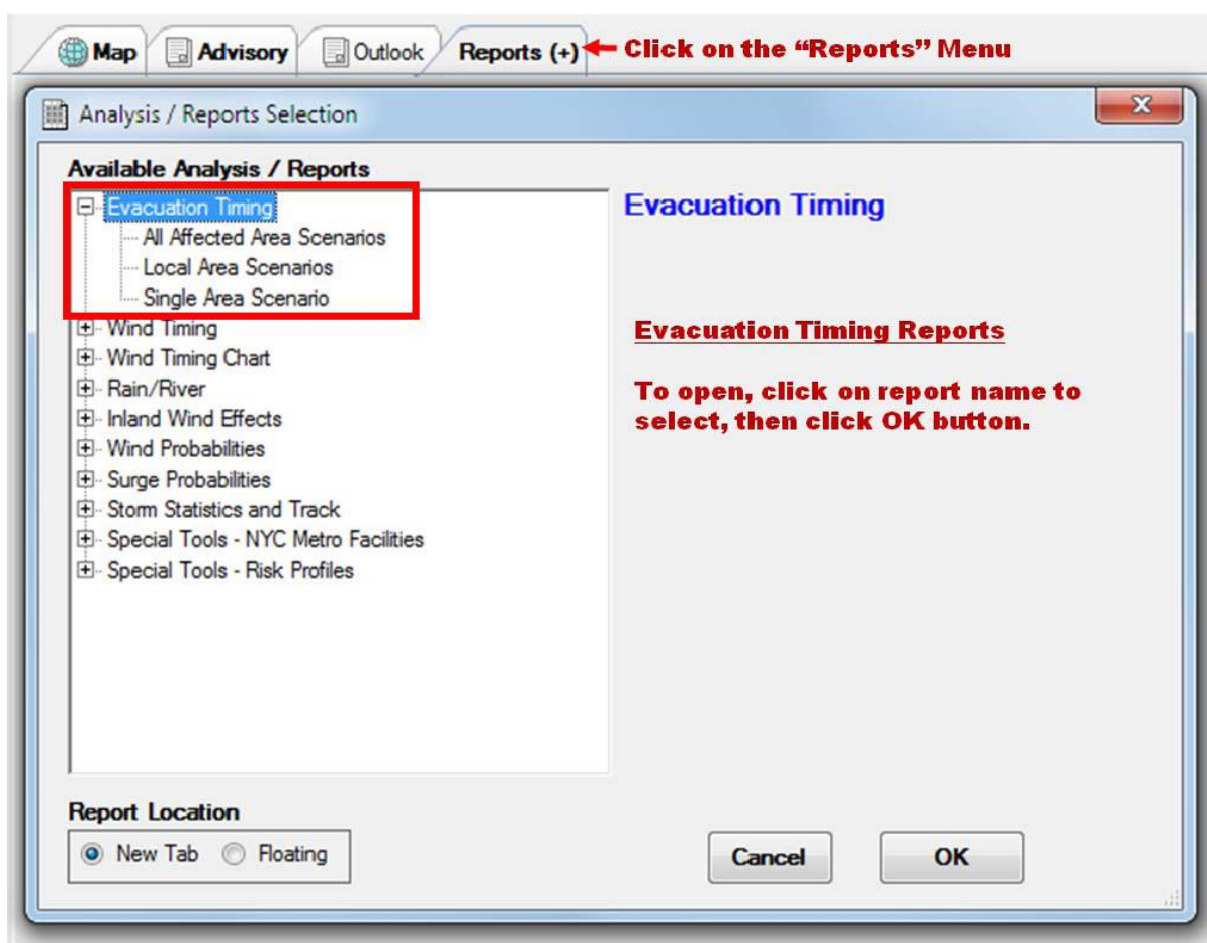 Map Advisory Outlook Reports (+) Click on the “Reports” Menu
Analysis / Reports Selection
Available Analysis / Reports
Evacuation Timing
All Affected Area Scenarios
Local Area Scenarios
Single Area Scenario
Wind Timing
Wind Timing Chart
Rain/River
Inland Wind Effects
Wind Probabilities
Surge Probabilities
Storm Statistics and Track
Special Tools - NYC Metro Facilities
Special Tools - Risk Profiles
Evacuation Timing
Evacuation Timing Reports
To open, click on report name to
select, then click OK button.
Report Location
New Tab Floating
Cancel OK